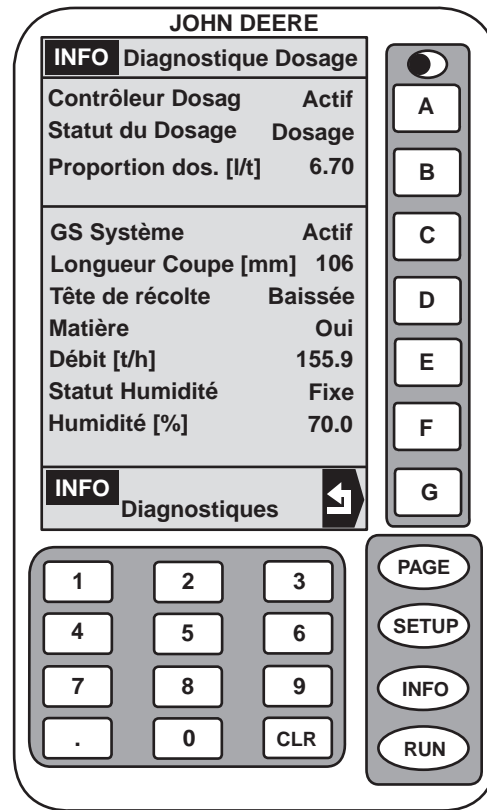 JOHN DEERE
INFO Diagnostique Dosage
Contrôleur Dosag Actif
Statut du Dosage Dosage
Proportion dos. [l/t] 6.70
GS Système Actif
Longueur Coupe [mm] 106
Tête de récolte Baissée
Matière Oui
Débit [t/h] 155.9
Statut Humidité Fixe
Humidité [%] 70.0
INFO
Diagnostiques
A
B
C
D
E
F
G
1 2 3
4 5 6
7 8 9
. 0 CLR
PAGE
SETUP
INFO
RUN